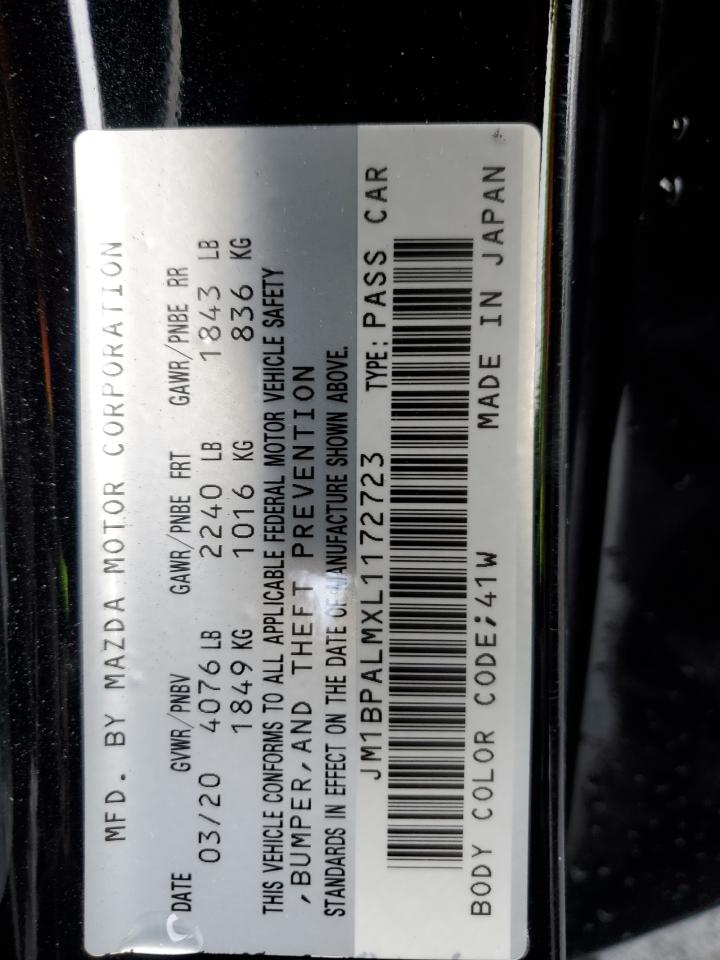 MFD. BY MAZDA MOTOR CORPORATION
DATE GVWR/PNBV GAWR/PNBE FRT GAWR/PNBE RR
03/20 4076 LB 2240 LB 1843 LB
1849 KG 1016 KG 836 KG
THIS VEHICLE CONFORMS TO ALL APPLICABLE FEDERAL MOTOR VEHICLE SAFETY
,BUMPER,AND THEFT PREVENTION
STANDARDS IN EFFECT ON THE DATE OF MANUFACTURE SHOWN ABOVE.
JM1BPALMXL1172723 TYPE: PASS CAR
BODY COLOR CODE;41W MADE IN JAPAN